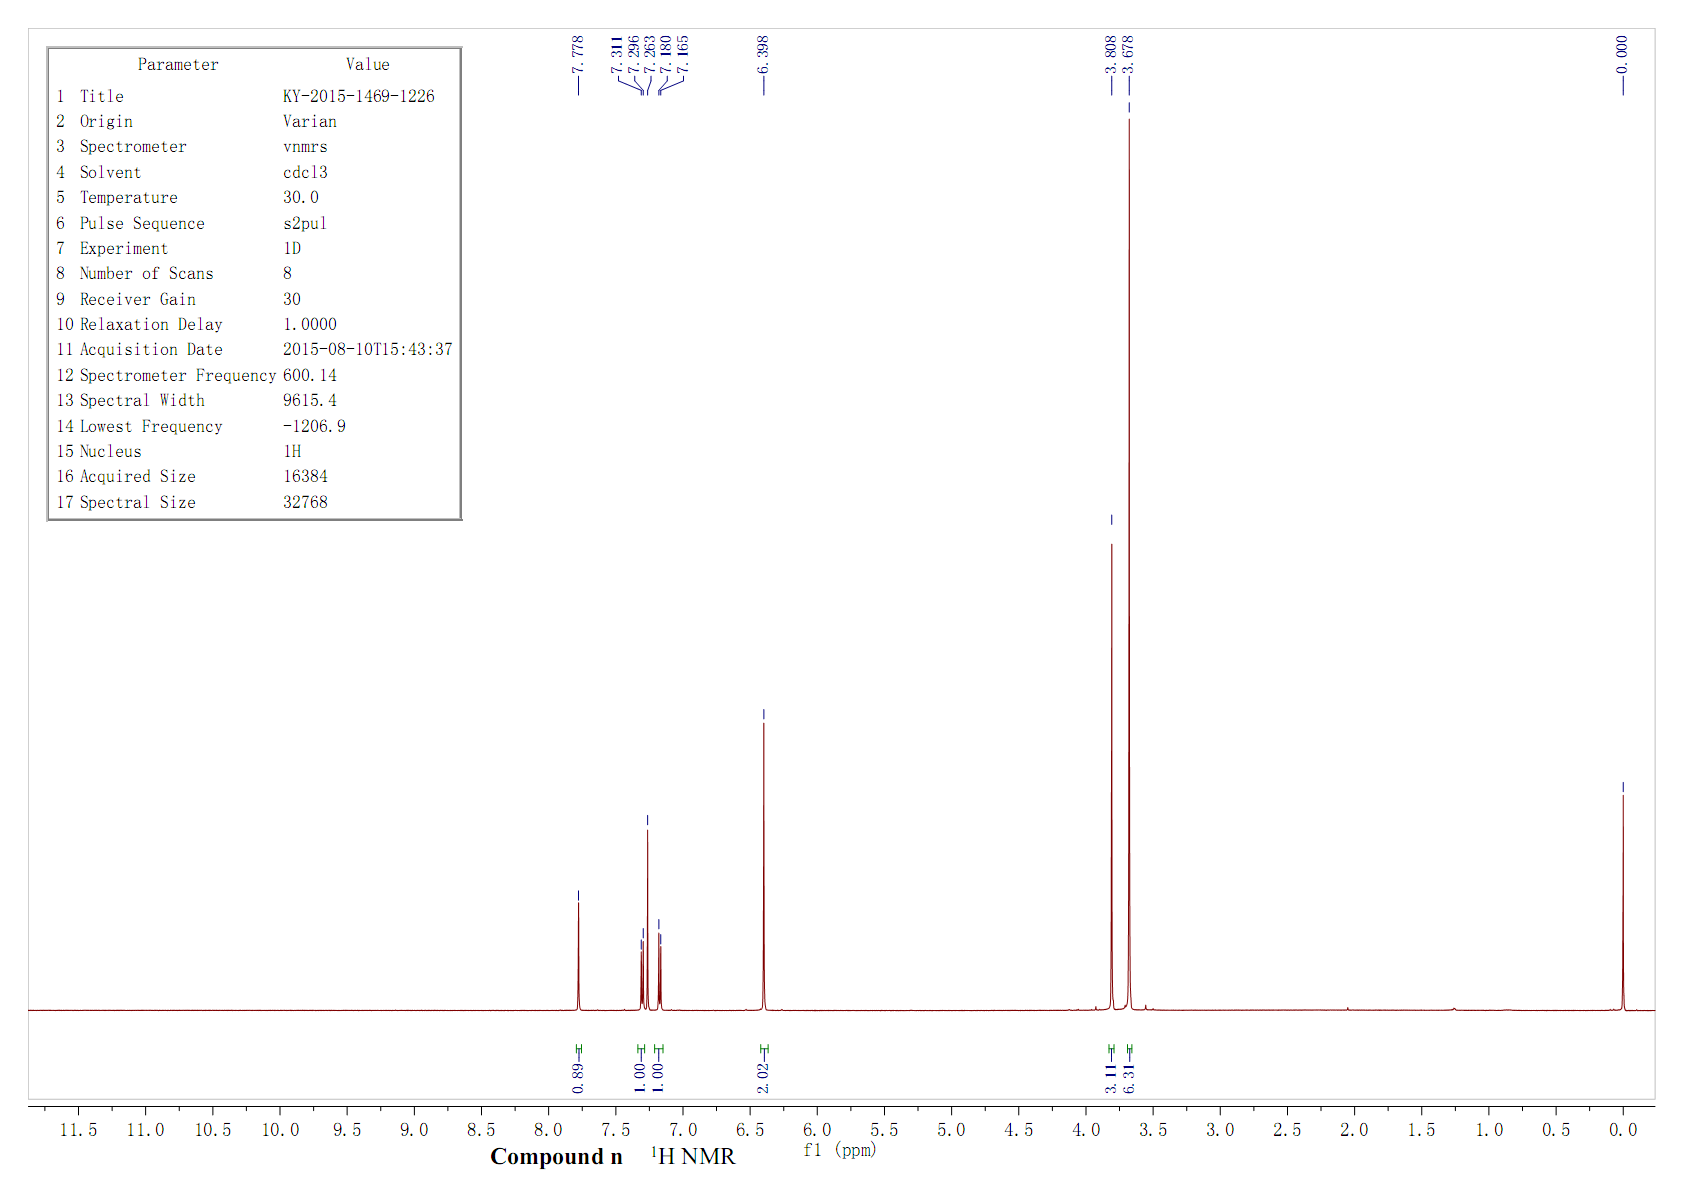 7.778
7.311
7.296
7.263
7.180
7.165
6.398
3.808
3.678
0.000
Parameter Value
1 Title KY-2015-1469-1226
2 Origin Varian
3 Spectrometer vnmrs
4 Solvent cdcl3
5 Temperature 30.0
6 Pulse Sequence s2pul
7 Experiment 1D
8 Number of Scans 8
9 Receiver Gain 30
10 Relaxation Delay 1.0000
11 Acquisition Date 2015-08-10T15:43:37
12 Spectrometer Frequency 600.14
13 Spectral Width 9615.4
14 Lowest Frequency -1206.9
15 Nucleus 1H
16 Acquired Size 16384
17 Spectral Size 32768
0.89
1.00
1.00
2.02
3.11
6.31
11.5 11.0 10.5 10.0 9.5 9.0 8.5 8.0 7.5 7.0 6.5 6.0 5.5 5.0 4.5 4.0 3.5 3.0 2.5 2.0 1.5 1.0 0.5 0.0
f1 (ppm)
Compound n ¹H NMR